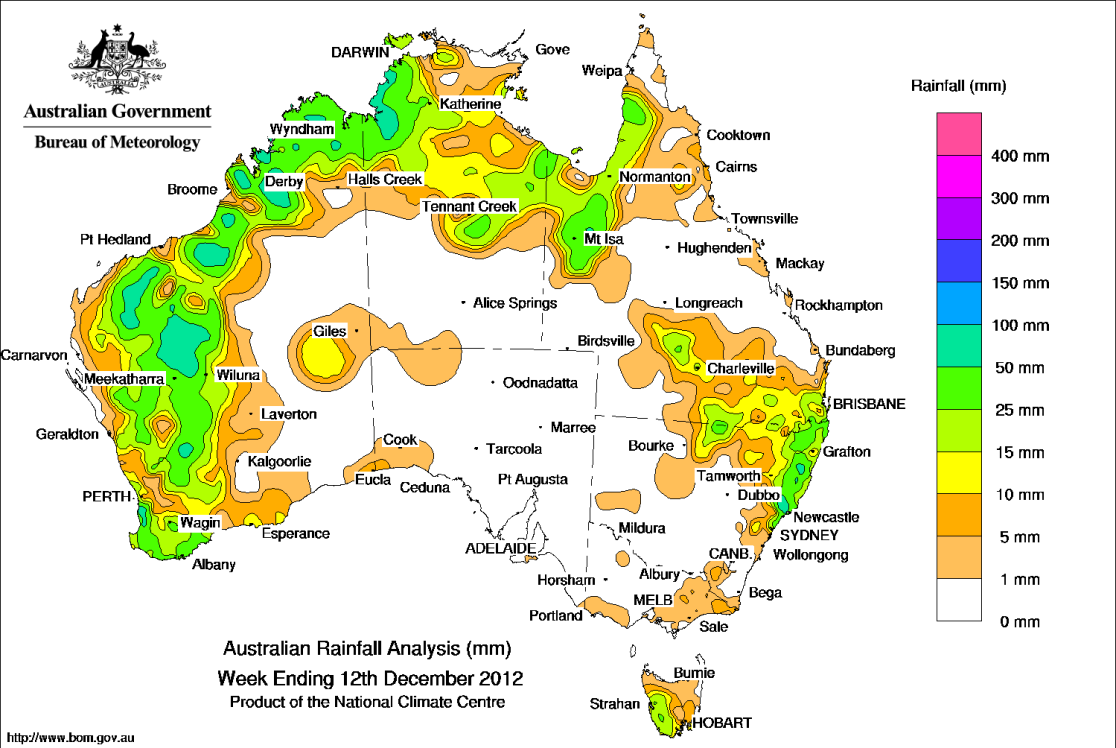 Australian Government
Bureau of Meteorology
DARWIN
Gove
Weipa
Katherine
Wyndham
Cooktown
Cairns
Broome
Derby
Halls Creek
Normanton
Tennant Creek
Townsville
Pt Hedland
Mt Isa
Hughenden
Mackay
Alice Springs
Longreach
Rockhampton
Giles
Birdsville
Carnarvon
Bundaberg
Meekatharra
Wiluna
Oodnadatta
Charleville
BRISBANE
Laverton
Marree
Geraldton
Cook
Tarcoola
Bourke
Grafton
Kalgoorlie
Eucla
Ceduna
Pt Augusta
Tamworth
PERTH
Dubbo
Wagin
Esperance
Mildura
Newcastle
SYDNEY
ADELAIDE
CANB.
Wollongong
Albany
Horsham
Albury
Bega
MELB
Portland
Sale
Burnie
Strahan
HOBART
Rainfall (mm)
400 mm
300 mm
200 mm
150 mm
100 mm
50 mm
25 mm
15 mm
10 mm
5 mm
1 mm
0 mm
Australian Rainfall Analysis (mm)
Week Ending 12th December 2012
Product of the National Climate Centre
http://www.bom.gov.au